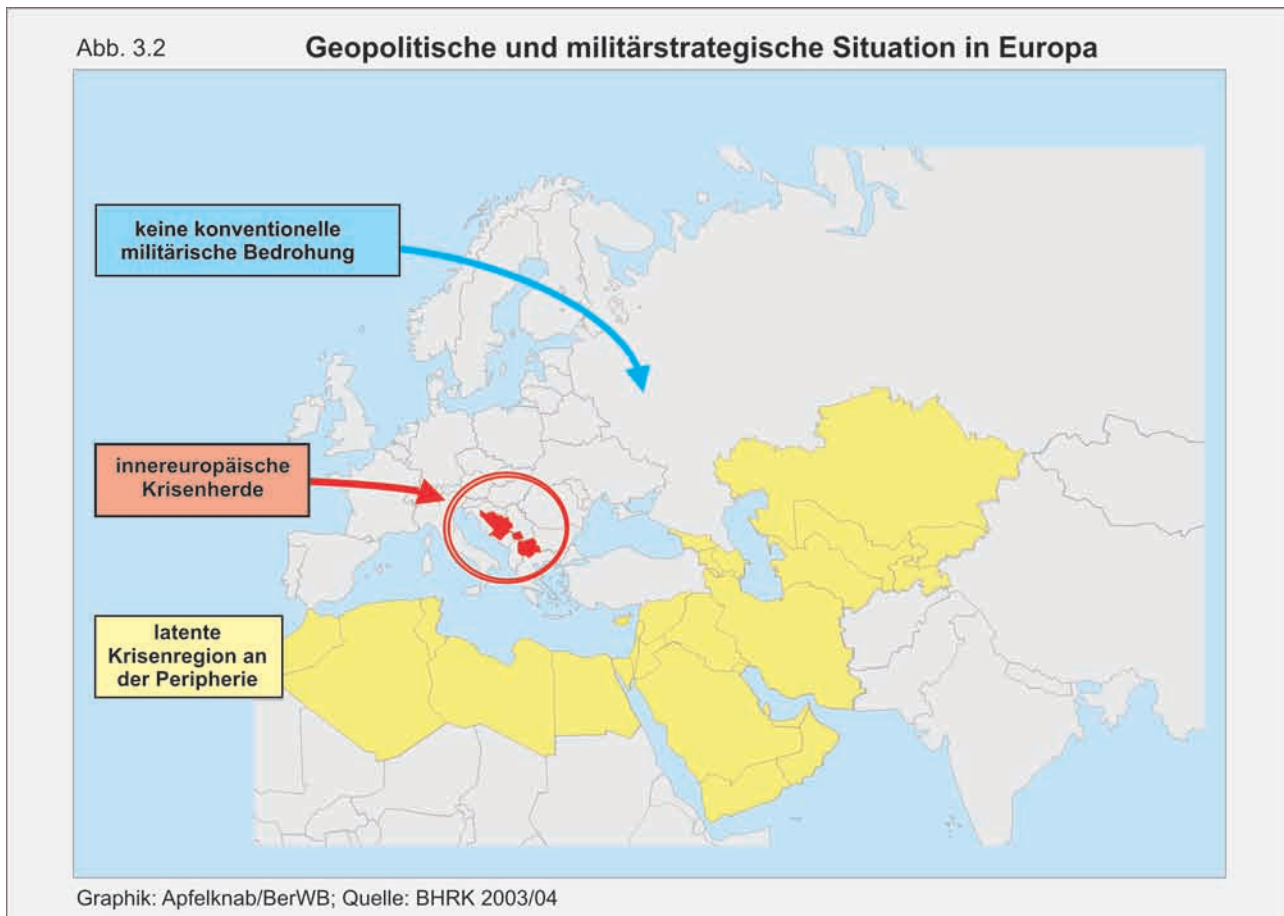 Abb. 3.2
Geopolitische und militärstrategische Situation in Europa
keine konventionelle
militärische Bedrohung
innereuropäische
Krisenherde
latente
Krisenregion an
der Peripherie
Graphik: Apfelknab/BerWB; Quelle: BHRK 2003/04